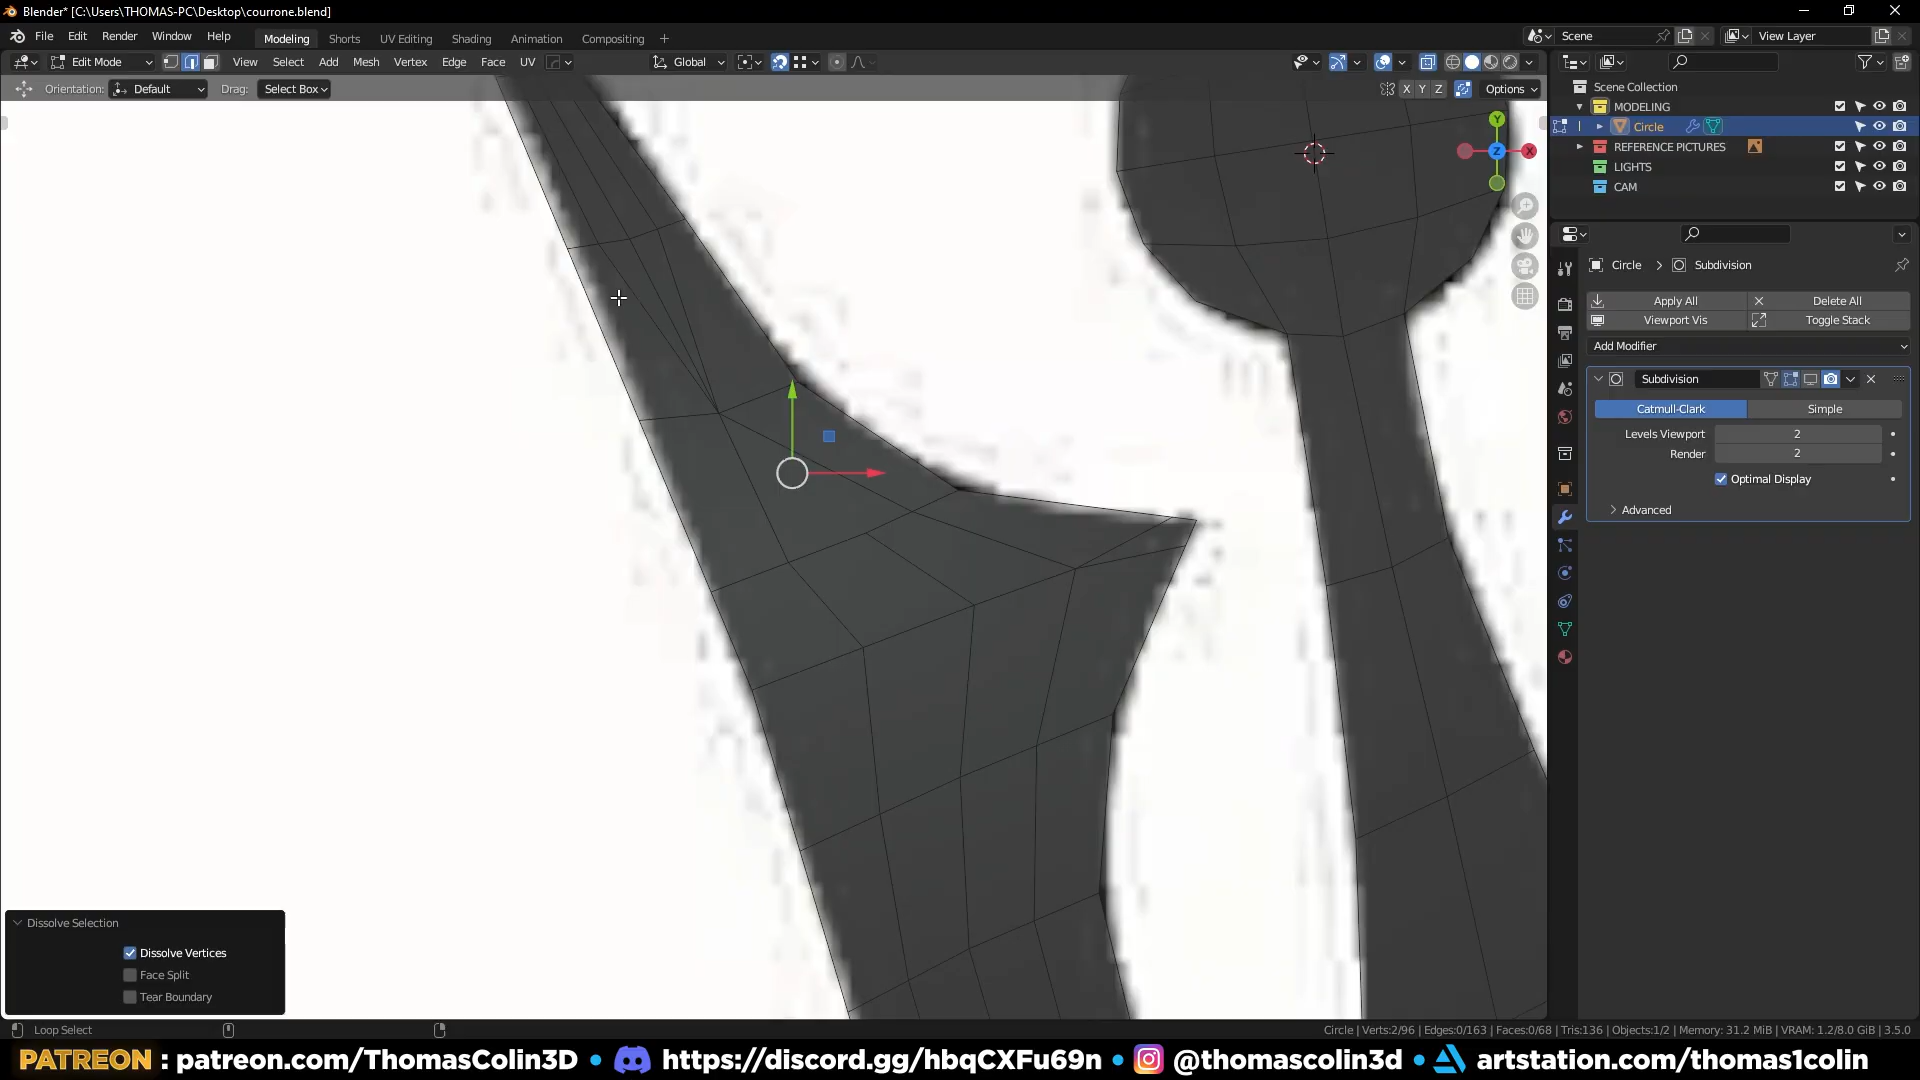 Blender* [C:\Users\THOMAS-PC\Desktop\courrone.blend]
File Edit Render Window Help Modeling Shorts UV Editing Shading Animation Compositing + Scene View Layer
Edit Mode View Select Add Mesh Vertex Edge Face UV Global
Orientation: Default Drag: Select Box X Y Z Options
Scene Collection
MODELING
Circle
REFERENCE PICTURES
LIGHTS
CAM
Y
Z X
Circle > Subdivision
Apply All Delete All
Viewport Vis Toggle Stack
Add Modifier
Subdivision
Catmull-Clark Simple
Levels Viewport 2
Render 2
Optimal Display
Advanced
Dissolve Selection
Dissolve Vertices
Face Split
Tear Boundary
Loop Select
Circle | Verts:2/96 | Edges:0/163 | Faces:0/68 | Tris:136 | Objects:1/2 | Memory: 31.2 MiB | VRAM: 1.2/8.0 GiB | 3.5.0
PATREON : patreon.com/ThomasColin3D • https://discord.gg/hbqCXFu69n • @thomascolin3d • artstation.com/thomas1colin